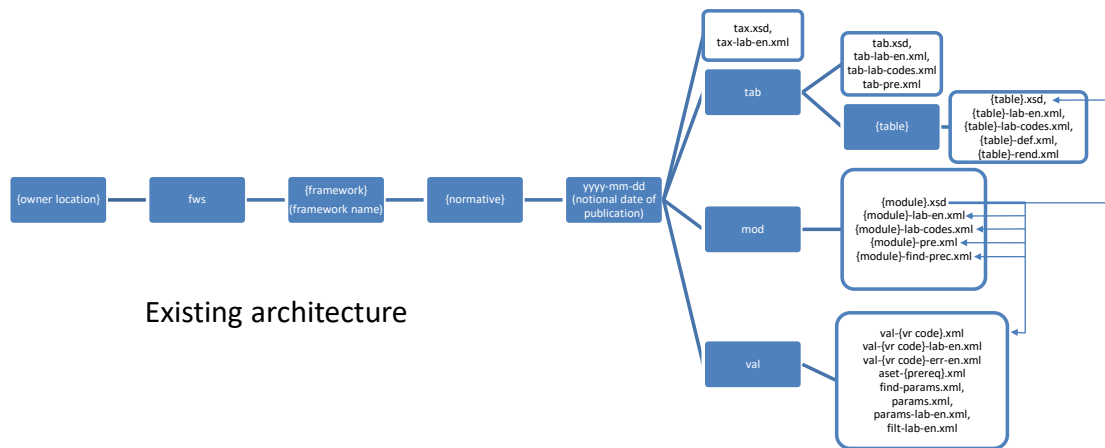 tax.xsd,
tax-lab-en.xml
tab
tab.xsd,
tab-lab-en.xml,
tab-lab-codes.xml
tab-pre.xml
{table}
{table}.xsd,
{table}-lab-en.xml,
{table}-lab-codes.xml,
{table}-def.xml,
{table}-rend.xml
{owner location}
fws
{framework}
(framework name)
{normative}
yyyy-mm-dd
(notional date of
publication)
mod
{module}.xsd
{module}-lab-en.xml
{module}-lab-codes.xml
{module}-pre.xml
{module}-find-prec.xml
Existing architecture
val
val-{vr code}.xml
val-{vr code}-lab-en.xml
val-{vr code}-err-en.xml
aset-{prereq}.xml
find-params.xml,
params.xml,
params-lab-en.xml,
filt-lab-en.xml